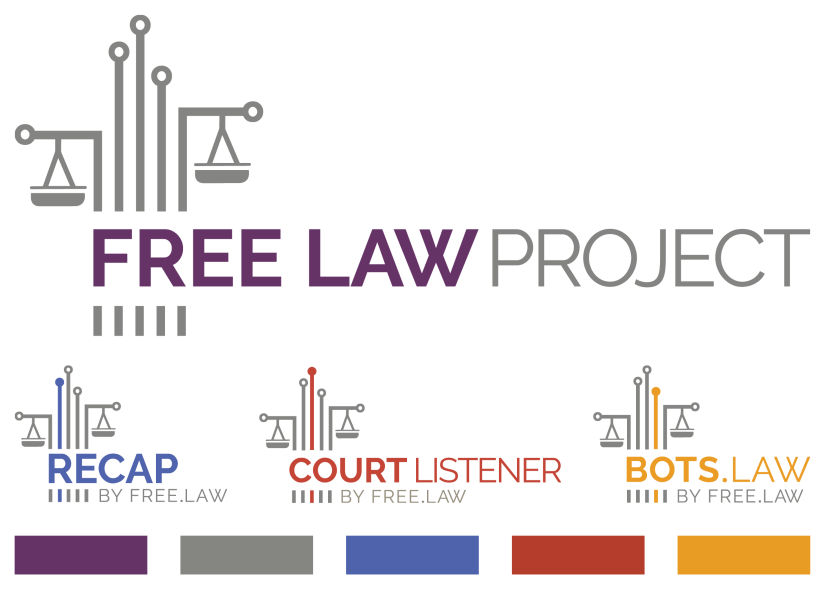 FREE LAW PROJECT
RECAP
BY FREE.LAW
COURT LISTENER
BY FREE.LAW
BOTS.LAW
BY FREE.LAW